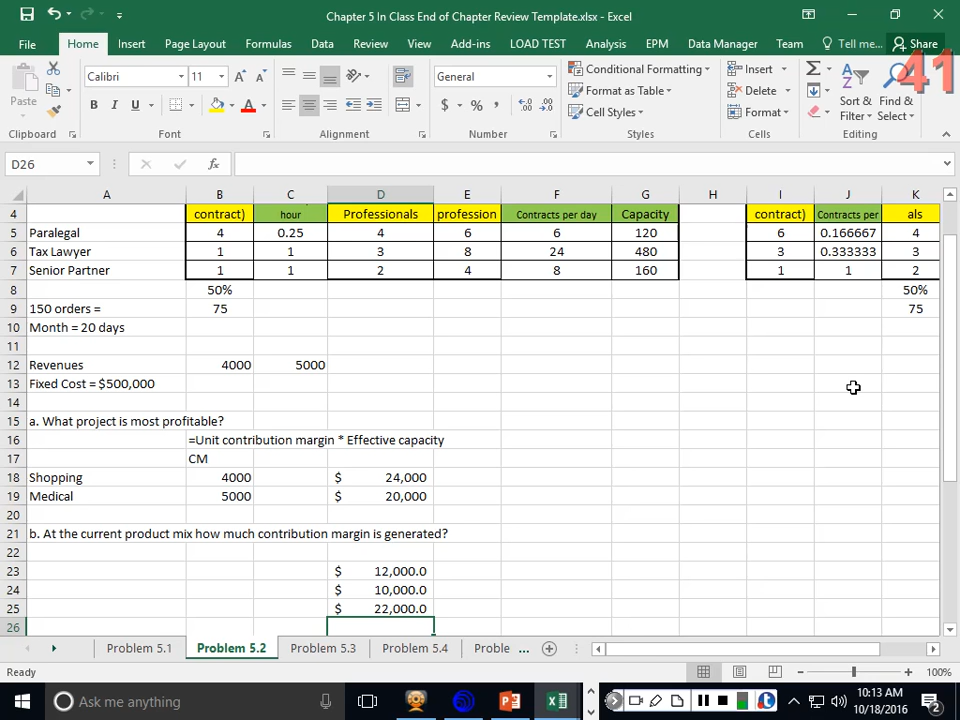 Chapter 5 In Class End of Chapter Review Template.xlsx - Excel
File Home Insert Page Layout Formulas Data Review View Add-ins LOAD TEST Analysis EPM Data Manager Team Tell me... Share
41
Paste Calibri 11 General Conditional Formatting Insert
B I U $ % , Format as Table Delete Sort & Find &
Cell Styles Format Filter Select
Clipboard Font Alignment Number Styles Cells Editing
D26 fx
A B C D E F G H I J K
4 contract) hour Professionals profession Contracts per day Capacity contract) Contracts per als
5 Paralegal 4 0.25 4 6 6 120 6 0.166667 4
6 Tax Lawyer 1 1 3 8 24 480 3 0.333333 3
7 Senior Partner 1 1 2 4 8 160 1 1 2
8 50% 50%
9 150 orders = 75 75
10 Month = 20 days
11
12 Revenues 4000 5000
13 Fixed Cost = $500,000
14
15 a. What project is most profitable?
16 =Unit contribution margin * Effective capacity
17 CM
18 Shopping 4000 $ 24,000
19 Medical 5000 $ 20,000
20
21 b. At the current product mix how much contribution margin is generated?
22
23 $ 12,000.0
24 $ 10,000.0
25 $ 22,000.0
26
Problem 5.1 Problem 5.2 Problem 5.3 Problem 5.4 Proble ...
Ready 100%
Ask me anything 10:13 AM
10/18/2016 2